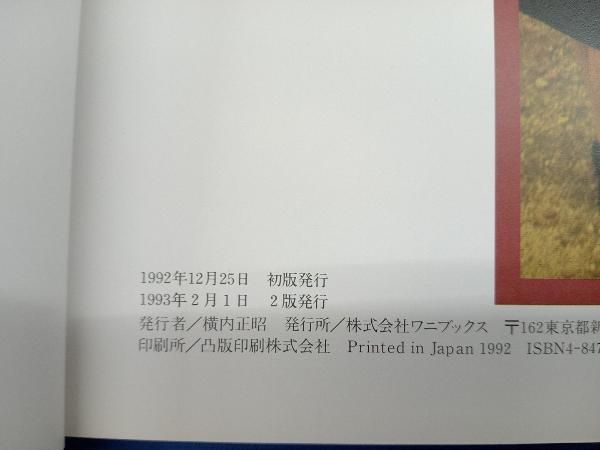 1992年12月25日　初版発行
1993年2月1日　2版発行
発行者／横内正昭　発行所／株式会社ワニブックス　〒162東京都新
印刷所／凸版印刷株式会社　Printed in Japan 1992　ISBN4-847